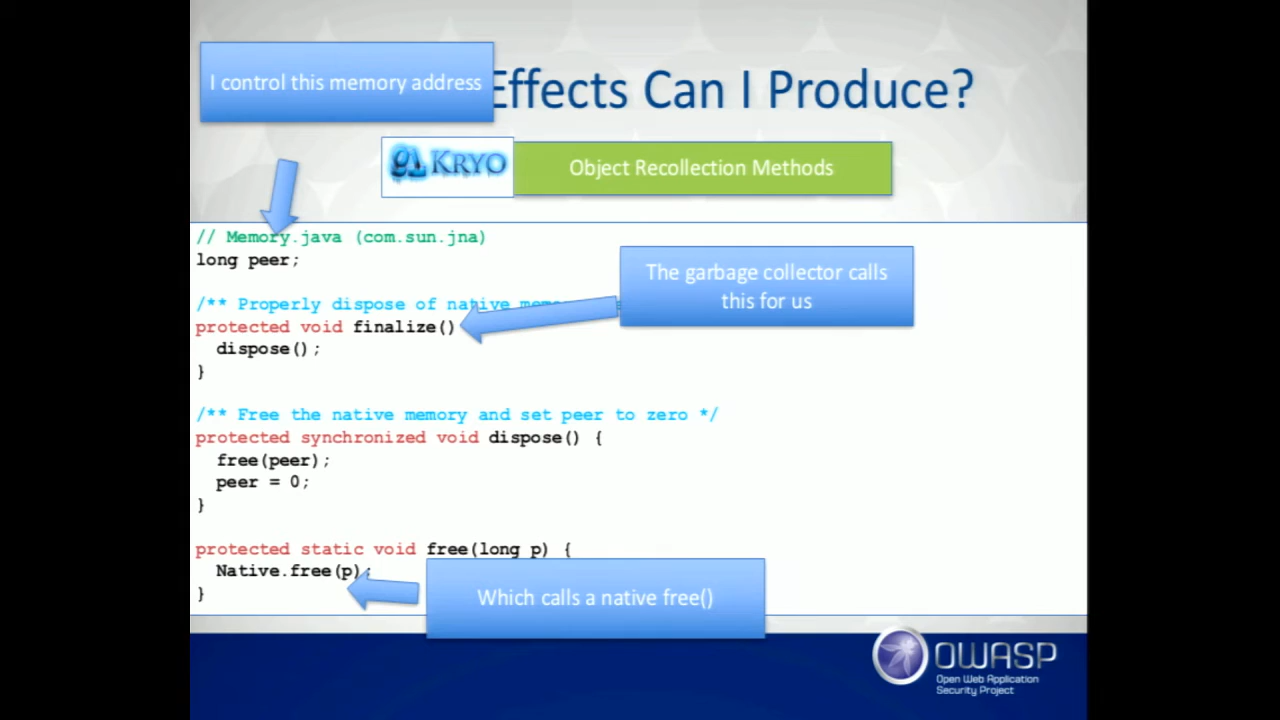 I control this memory address
Effects Can I Produce?
KRYO
Object Recollection Methods
// Memory.java (com.sun.jna)
long peer;
The garbage collector calls
this for us
/** Properly dispose of native
protected void finalize()
dispose();
}
/** Free the native memory and set peer to zero */
protected synchronized void dispose() {
free(peer);
peer = 0;
}
protected static void free(long p) {
Native.free(p);
}
Which calls a native free()
OWASP
Open Web Application
Security Project